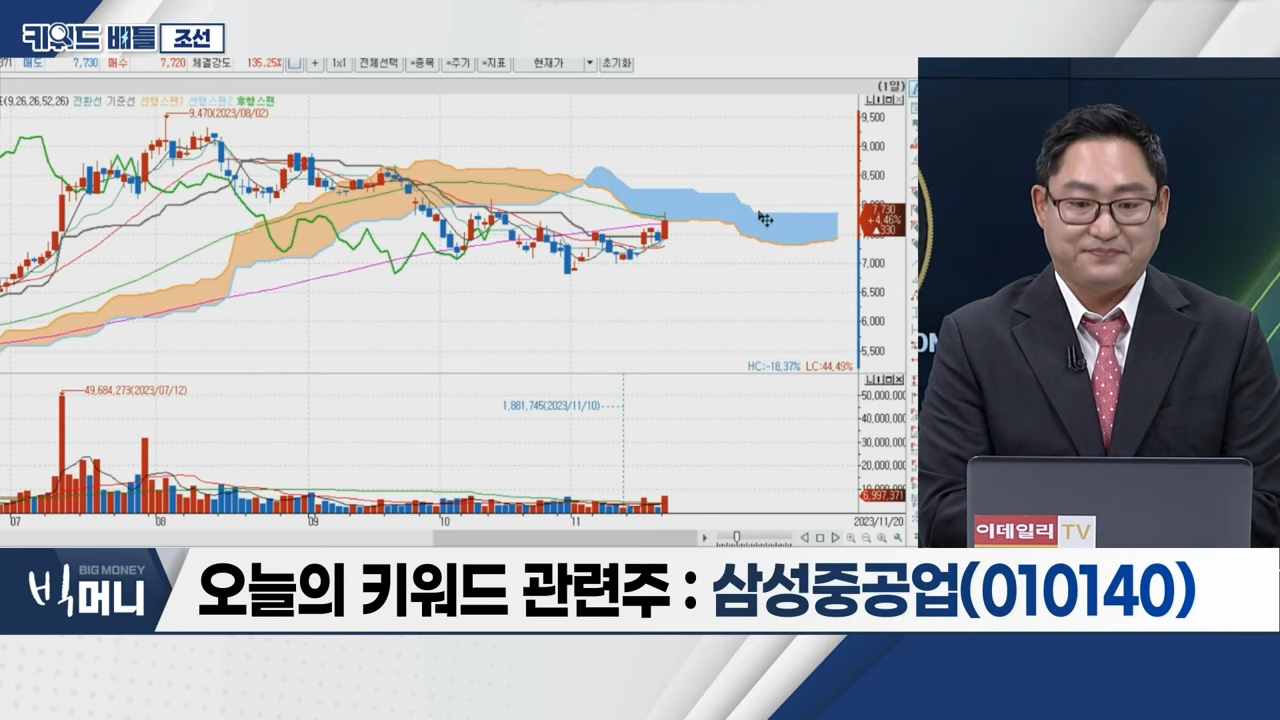 키워드 배틀 조선
371 매도 7,730 매수 7,720 체결강도 135.25% + 1x1 전체선택 =종목 =주기 =지표 현재가 초기화
(1일)
(9,26,26,52,26) 전환선 기준선 선행스팬1 선행스팬2 후행스팬
9,470(2023/08/02)
9,500
9,000
8,500
7,730
+4.46%
▲330
7,000
6,500
6,000
5,500
HC:-18,37% LC:44,49%
49,684,273(2023/07/12)
1,881,745(2023/11/10)
50,000,000
40,000,000
30,000,000
20,000,000
6,997,371
07 08 09 10 11 2023/11/20
이데일리 TV
BIG MONEY
빅머니
오늘의 키워드 관련주 : 삼성중공업(010140)